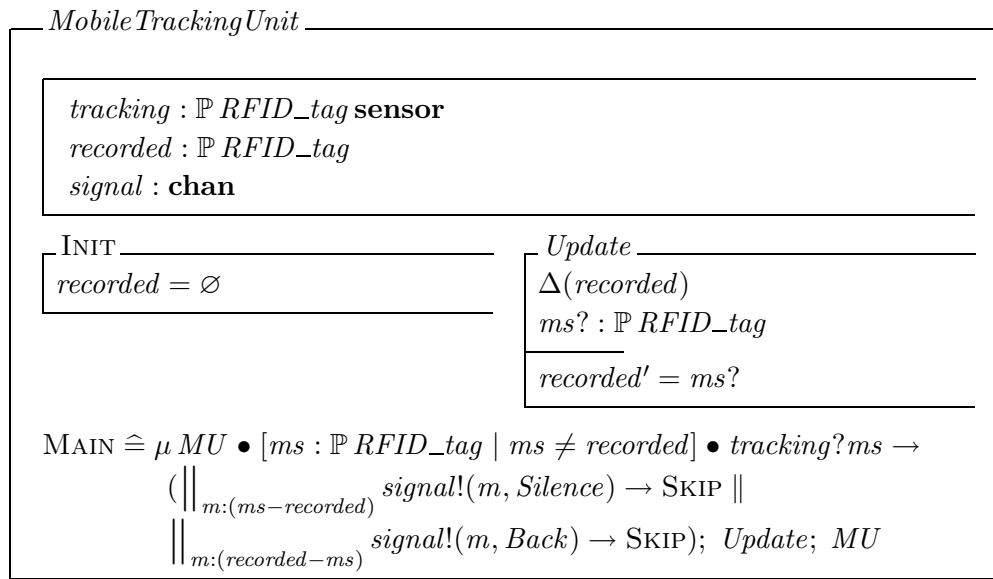 MobileTrackingUnit
tracking : ℙ RFID_tag sensor
recorded : ℙ RFID_tag
signal : chan
INIT
recorded = ∅
Update
Δ(recorded)
ms? : ℙ RFID_tag
recorded′ = ms?
MAIN ≙ μ MU • [ms : ℙ RFID_tag | ms ≠ recorded] • tracking?ms →
(||m:(ms−recorded) signal!(m, Silence) → SKIP ∥
||m:(recorded−ms) signal!(m, Back) → SKIP); Update; MU